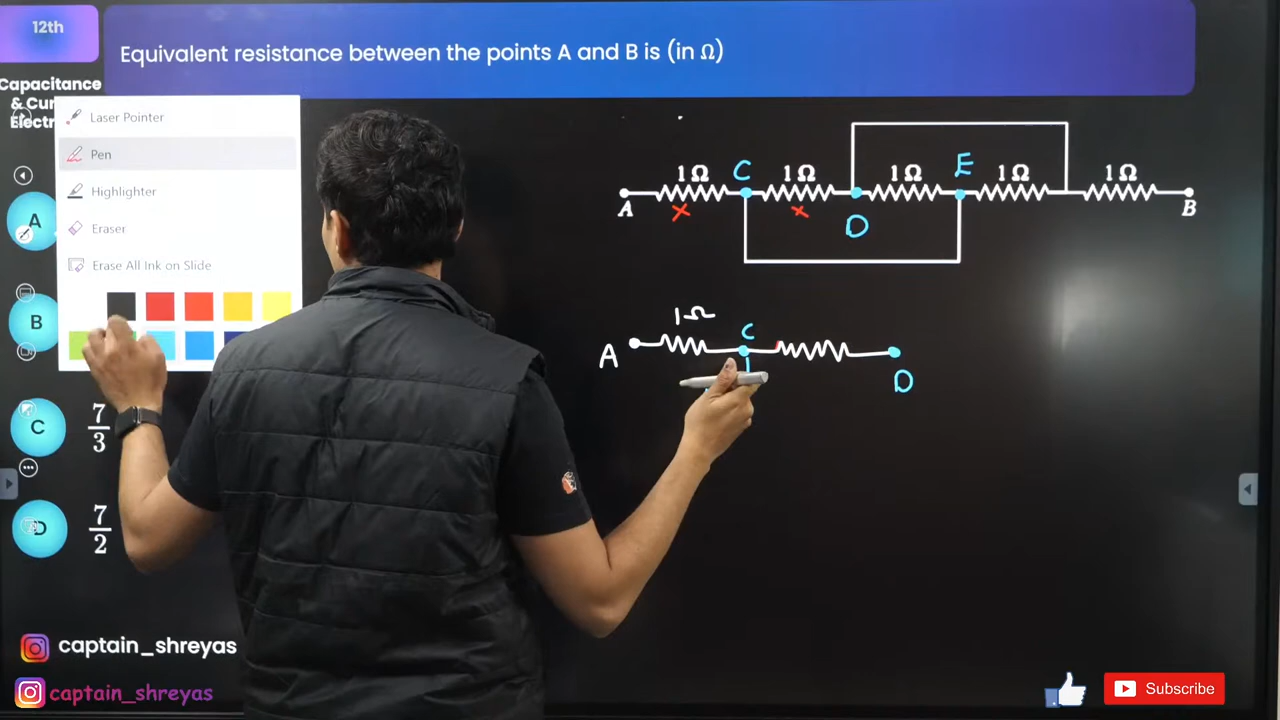 12th
Equivalent resistance between the points A and B is (in Ω)
Capacitance
& Cur
Electr
Laser Pointer
Pen
Highlighter
Eraser
Erase All Ink on Slide
1Ω C 1Ω 1Ω E 1Ω 1Ω
A × × D B
1Ω
A C D
A
B
C 7/3
D 7/2
captain_shreyas
captain_shreyas
Subscribe